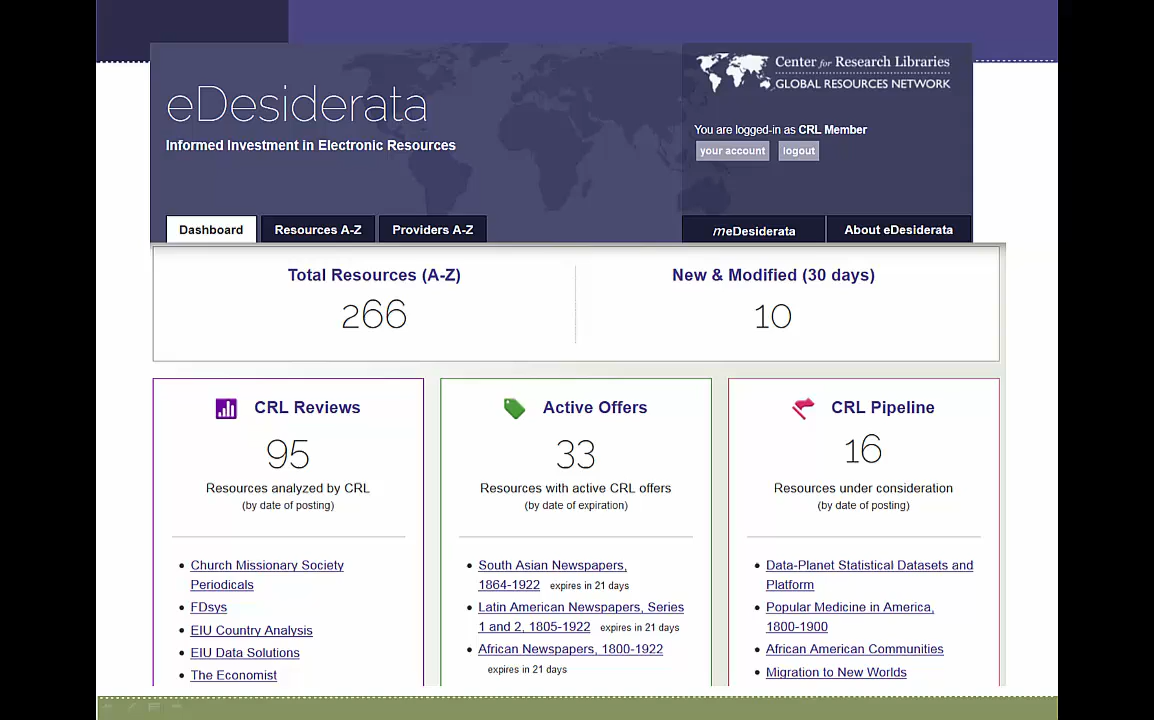 Center for Research Libraries
GLOBAL RESOURCES NETWORK
eDesiderata
Informed Investment in Electronic Resources
You are logged-in as CRL Member
your account logout
Dashboard Resources A-Z Providers A-Z meDesiderata About eDesiderata
Total Resources (A-Z)
266
New & Modified (30 days)
10
CRL Reviews
95
Resources analyzed by CRL
(by date of posting)
• Church Missionary Society
Periodicals
• FDsys
• EIU Country Analysis
• EIU Data Solutions
• The Economist
Active Offers
33
Resources with active CRL offers
(by date of expiration)
• South Asian Newspapers,
1864-1922 expires in 21 days
• Latin American Newspapers, Series
1 and 2, 1805-1922 expires in 21 days
• African Newspapers, 1800-1922
expires in 21 days
CRL Pipeline
16
Resources under consideration
(by date of posting)
• Data-Planet Statistical Datasets and
Platform
• Popular Medicine in America,
1800-1900
• African American Communities
• Migration to New Worlds